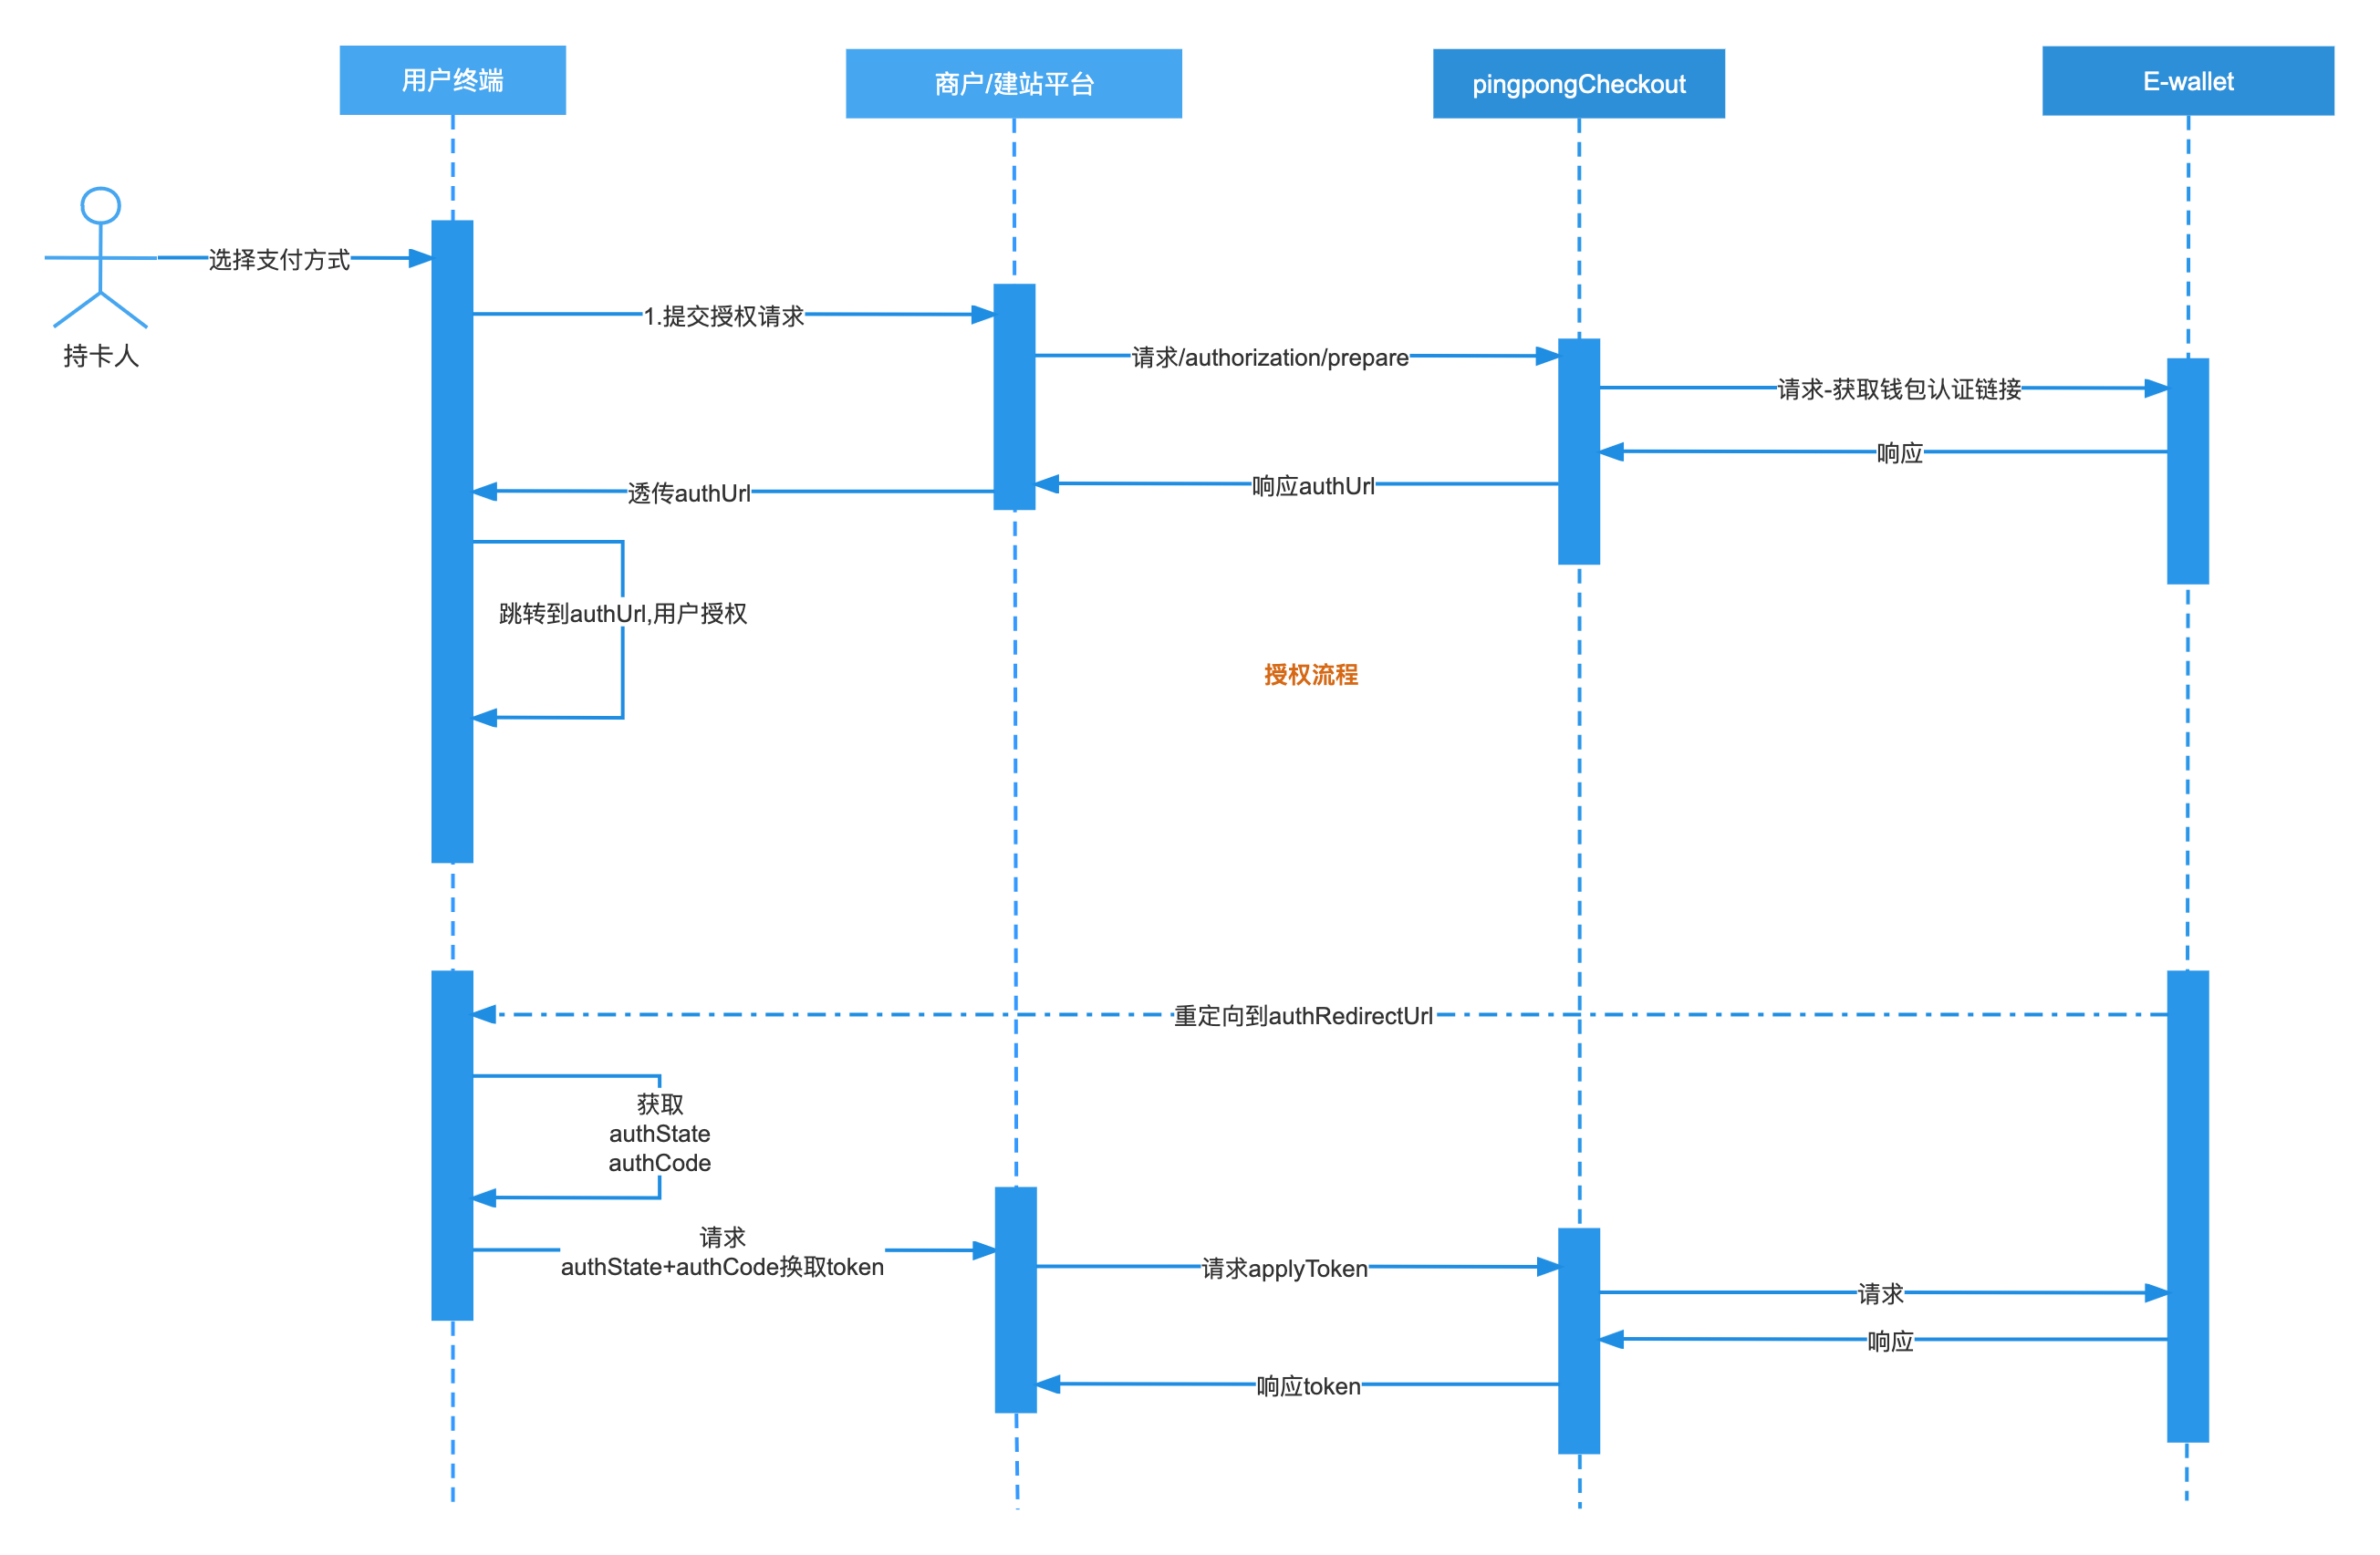 用户终端
商户/建站平台
pingpongCheckout
E-wallet
选择支付方式
持卡人
1.提交授权请求
请求/authorization/prepare
请求-获取钱包认证链接
响应
响应authUrl
透传authUrl
跳转到authUrl,用户授权
授权流程
重定向到authRedirectUrl
获取
authState
authCode
请求
authState+authCode换取token
请求applyToken
请求
响应
响应token